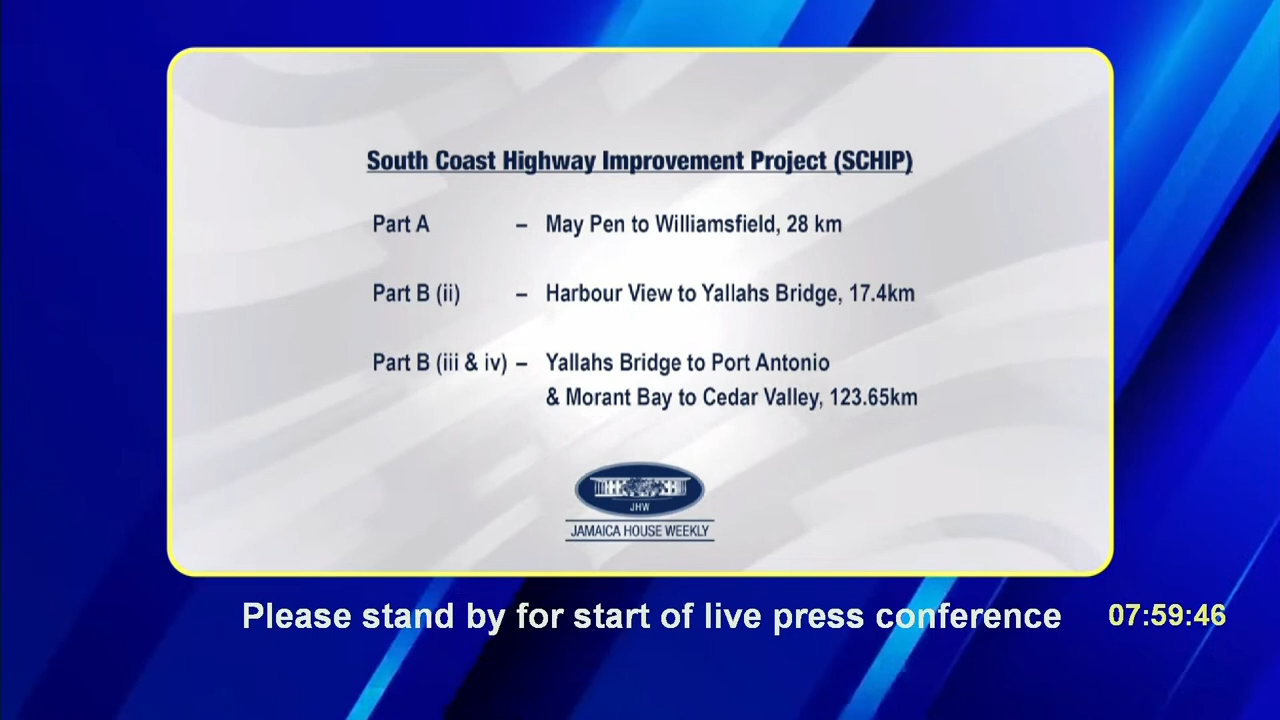 South Coast Highway Improvement Project (SCHIP)
Part A – May Pen to Williamsfield, 28 km
Part B (ii) – Harbour View to Yallahs Bridge, 17.4km
Part B (iii & iv) – Yallahs Bridge to Port Antonio
& Morant Bay to Cedar Valley, 123.65km
JHW
JAMAICA HOUSE WEEKLY
Please stand by for start of live press conference 07:59:46